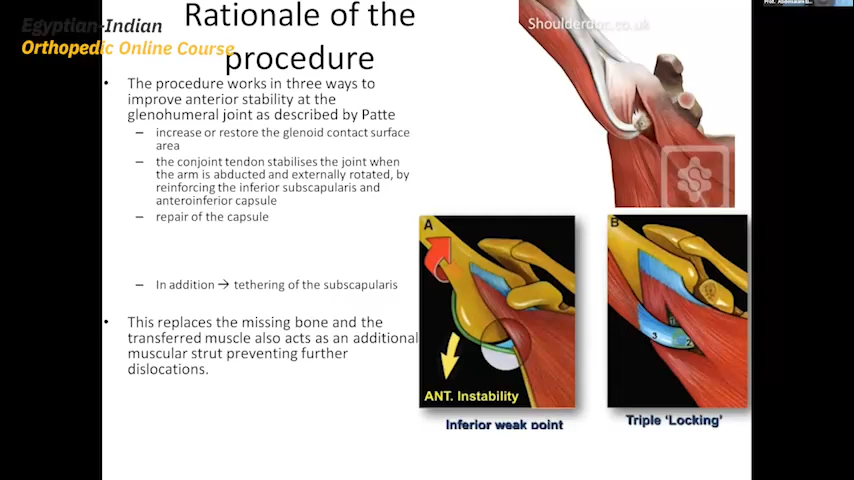 Rationale of the
procedure
Egyptian-Indian
Orthopedic Online Course
• The procedure works in three ways to
improve anterior stability at the
glenohumeral joint as described by Patte
– increase or restore the glenoid contact surface
area
– the conjoint tendon stabilises the joint when
the arm is abducted and externally rotated, by
reinforcing the inferior subscapularis and
anteroinferior capsule
– repair of the capsule
– In addition → tethering of the subscapularis
• This replaces the missing bone and the
transferred muscle also acts as an additional
muscular strut preventing further
dislocations.
Shoulderdoc.co.uk
A
ANT. Instability
Inferior weak point
B
3
2
Triple 'Locking'